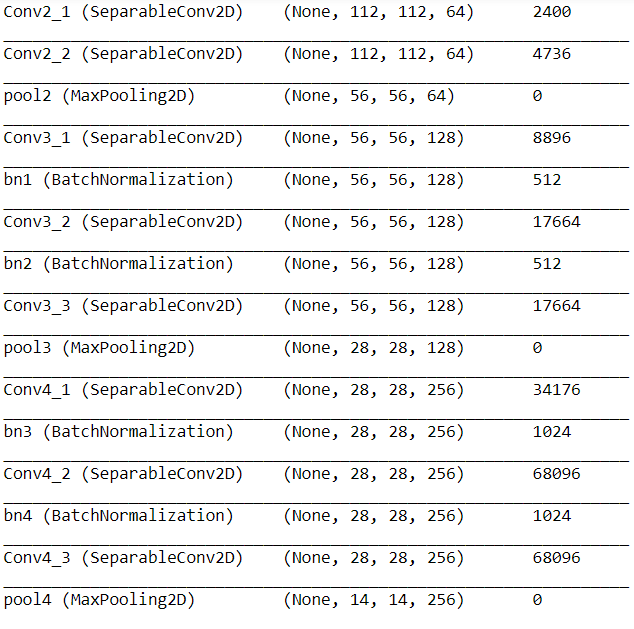 Conv2_1 (SeparableConv2D) (None, 112, 112, 64) 2400
Conv2_2 (SeparableConv2D) (None, 112, 112, 64) 4736
pool2 (MaxPooling2D) (None, 56, 56, 64) 0
Conv3_1 (SeparableConv2D) (None, 56, 56, 128) 8896
bn1 (BatchNormalization) (None, 56, 56, 128) 512
Conv3_2 (SeparableConv2D) (None, 56, 56, 128) 17664
bn2 (BatchNormalization) (None, 56, 56, 128) 512
Conv3_3 (SeparableConv2D) (None, 56, 56, 128) 17664
pool3 (MaxPooling2D) (None, 28, 28, 128) 0
Conv4_1 (SeparableConv2D) (None, 28, 28, 256) 34176
bn3 (BatchNormalization) (None, 28, 28, 256) 1024
Conv4_2 (SeparableConv2D) (None, 28, 28, 256) 68096
bn4 (BatchNormalization) (None, 28, 28, 256) 1024
Conv4_3 (SeparableConv2D) (None, 28, 28, 256) 68096
pool4 (MaxPooling2D) (None, 14, 14, 256) 0